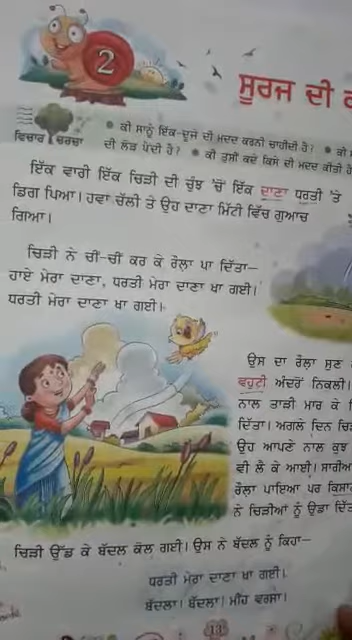 2
ਸੂਰਜ ਦੀ
ਵਿਚਾਰ ਚਰਚਾ
• ਕੀ ਸਾਨੂੰ ਇੱਕ-ਦੂਜੇ ਦੀ ਮਦਦ ਕਰਨੀ ਚਾਹੀਦੀ ਹੈ? • ਕੀ
ਦੀ ਲੋੜ ਪੈਂਦੀ ਹੈ? • ਕੀ ਤੁਸੀਂ ਕਦੇ ਕਿਸੇ ਦੀ ਮਦਦ ਕੀਤੀ ਹੈ
ਇੱਕ ਵਾਰੀ ਇੱਕ ਚਿੜੀ ਦੀ ਚੁੰਝ 'ਚੋਂ ਇੱਕ ਦਾਣਾ ਧਰਤੀ 'ਤੇ
ਡਿਗ ਪਿਆ। ਹਵਾ ਚੱਲੀ ਤੇ ਉਹ ਦਾਣਾ ਮਿੱਟੀ ਵਿੱਚ ਗੁਆਚ
ਗਿਆ।
ਚਿੜੀ ਨੇ ਚੀਂ-ਚੀਂ ਕਰ ਕੇ ਰੌਲ਼ਾ ਪਾ ਦਿੱਤਾ—
ਹਾਏ ਮੇਰਾ ਦਾਣਾ, ਧਰਤੀ ਮੇਰਾ ਦਾਣਾ ਖਾ ਗਈ।
ਧਰਤੀ ਮੇਰਾ ਦਾਣਾ ਖਾ ਗਈ।
ਉਸ ਦਾ ਰੌਲ਼ਾ ਸੁਣ
ਵਹੁਟੀ ਅੰਦਰੋਂ ਨਿਕਲੀ।
ਨਾਲ ਤਾੜੀ ਮਾਰ ਕੇ
ਦਿੱਤਾ। ਅਗਲੇ ਦਿਨ
ਉਹ ਆਪਣੇ ਨਾਲ ਕੁਝ
ਵੀ ਲੈ ਕੇ ਆਈ। ਸਾਰੀਆਂ
ਰੌਲ਼ਾ ਪਾਇਆ ਪਰ
ਨੇ ਚਿੜੀਆਂ ਨੂੰ ਉਡਾ
ਚਿੜੀ ਉੱਡ ਕੇ ਬੱਦਲ ਕੋਲ ਗਈ। ਉਸ ਨੇ ਬੱਦਲ ਨੂੰ ਕਿਹਾ—
ਧਰਤੀ ਮੇਰਾ ਦਾਣਾ ਖਾ ਗਈ।
ਬੱਦਲਾ! ਬੱਦਲਾ! ਮੀਂਹ ਵਰਸਾ।
13